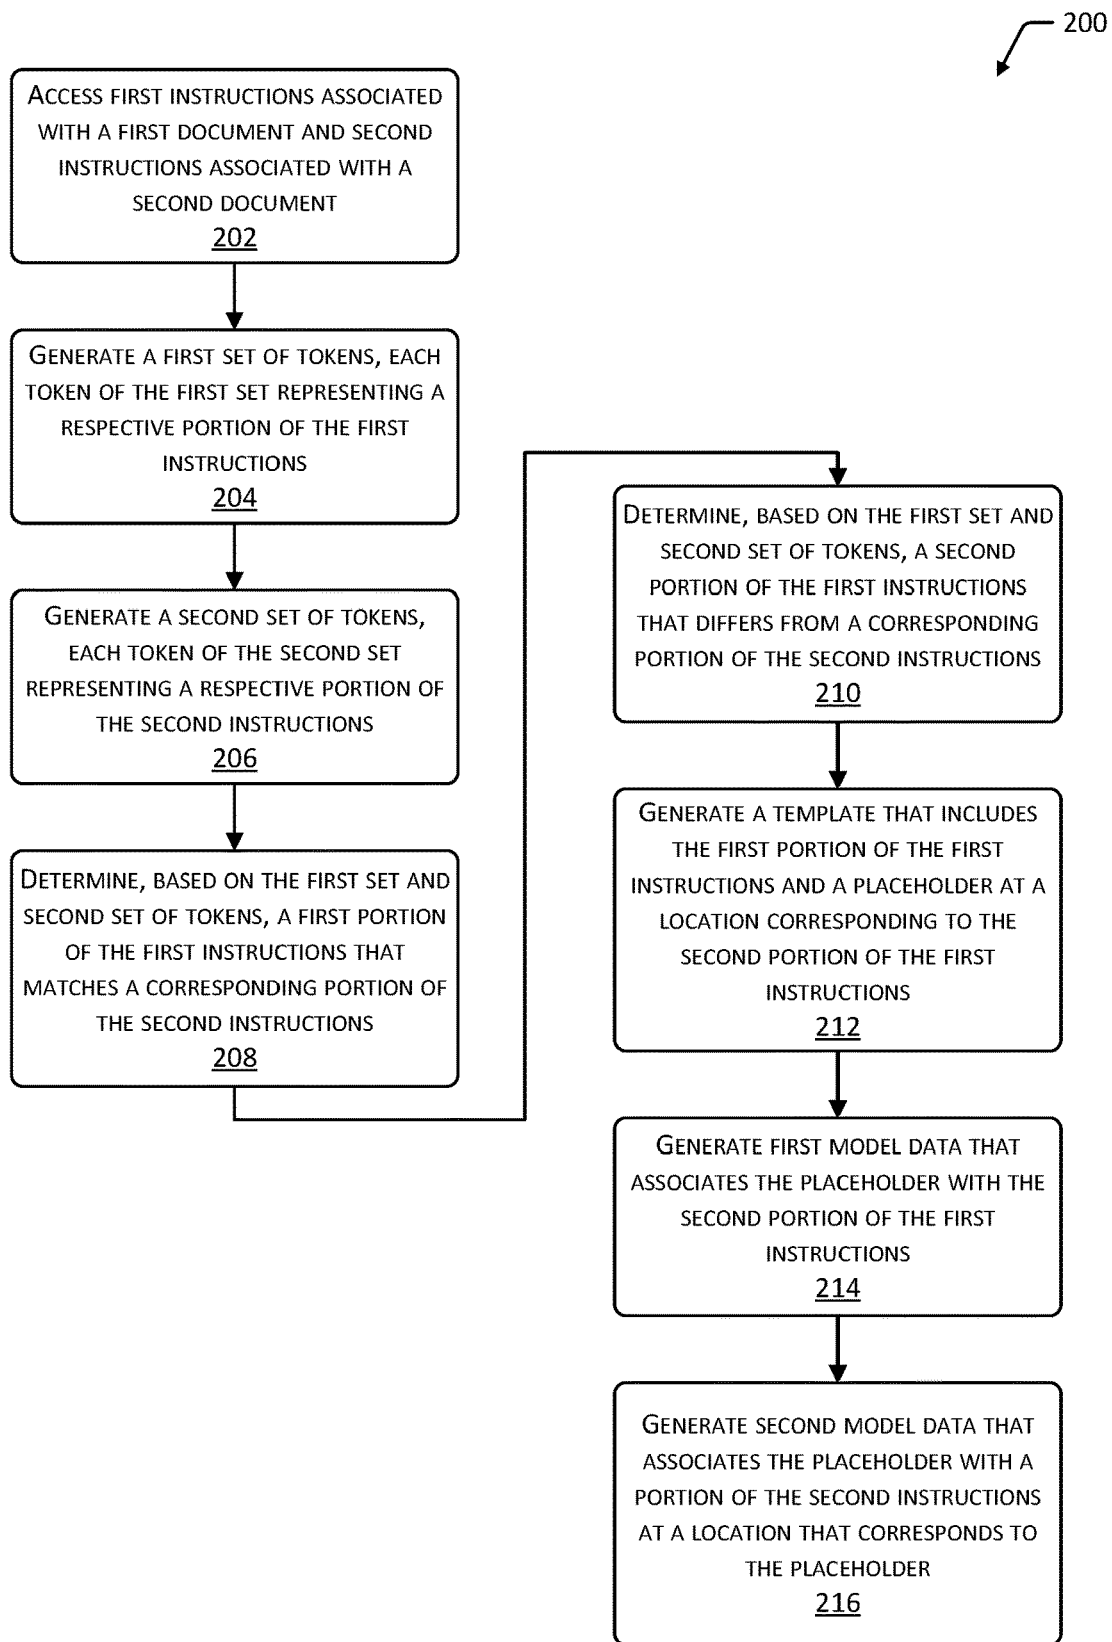 200
ACCESS FIRST INSTRUCTIONS ASSOCIATED
WITH A FIRST DOCUMENT AND SECOND
INSTRUCTIONS ASSOCIATED WITH A
SECOND DOCUMENT
202
GENERATE A FIRST SET OF TOKENS, EACH
TOKEN OF THE FIRST SET REPRESENTING A
RESPECTIVE PORTION OF THE FIRST
INSTRUCTIONS
204
GENERATE A SECOND SET OF TOKENS,
EACH TOKEN OF THE SECOND SET
REPRESENTING A RESPECTIVE PORTION OF
THE SECOND INSTRUCTIONS
206
DETERMINE, BASED ON THE FIRST SET AND
SECOND SET OF TOKENS, A FIRST PORTION
OF THE FIRST INSTRUCTIONS THAT
MATCHES A CORRESPONDING PORTION OF
THE SECOND INSTRUCTIONS
208
DETERMINE, BASED ON THE FIRST SET AND
SECOND SET OF TOKENS, A SECOND
PORTION OF THE FIRST INSTRUCTIONS
THAT DIFFERS FROM A CORRESPONDING
PORTION OF THE SECOND INSTRUCTIONS
210
GENERATE A TEMPLATE THAT INCLUDES
THE FIRST PORTION OF THE FIRST
INSTRUCTIONS AND A PLACEHOLDER AT A
LOCATION CORRESPONDING TO THE
SECOND PORTION OF THE FIRST
INSTRUCTIONS
212
GENERATE FIRST MODEL DATA THAT
ASSOCIATES THE PLACEHOLDER WITH THE
SECOND PORTION OF THE FIRST
INSTRUCTIONS
214
GENERATE SECOND MODEL DATA THAT
ASSOCIATES THE PLACEHOLDER WITH A
PORTION OF THE SECOND INSTRUCTIONS
AT A LOCATION THAT CORRESPONDS TO
THE PLACEHOLDER
216